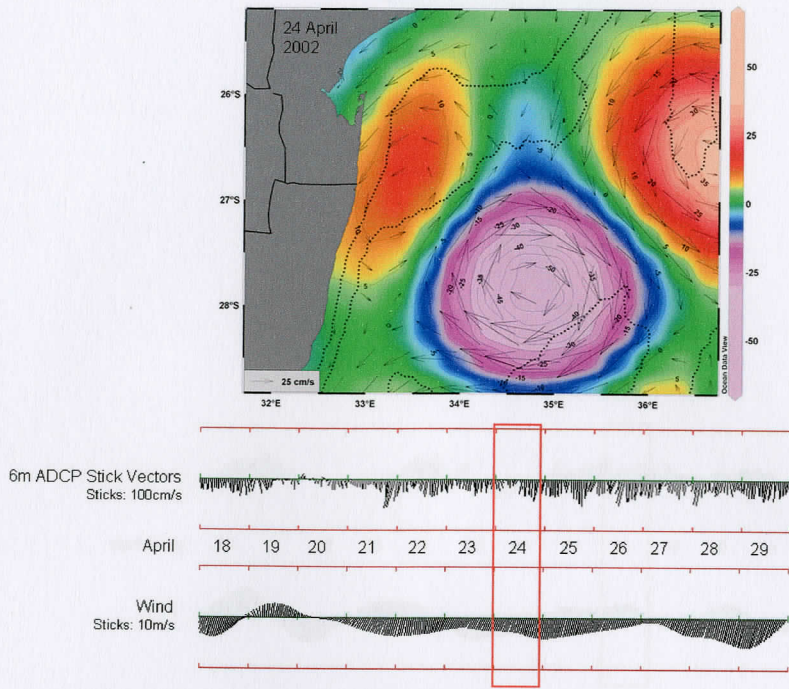 24 April
2002
26°S
27°S
28°S
32°E
33°E
34°E
35°E
36°E
25 cm/s
50
25
0
-25
-50
Ocean Data View
6m ADCP Stick Vectors
Sticks: 100cm/s
April
18
19
20
21
22
23
24
25
26
27
28
29
Wind
Sticks: 10m/s